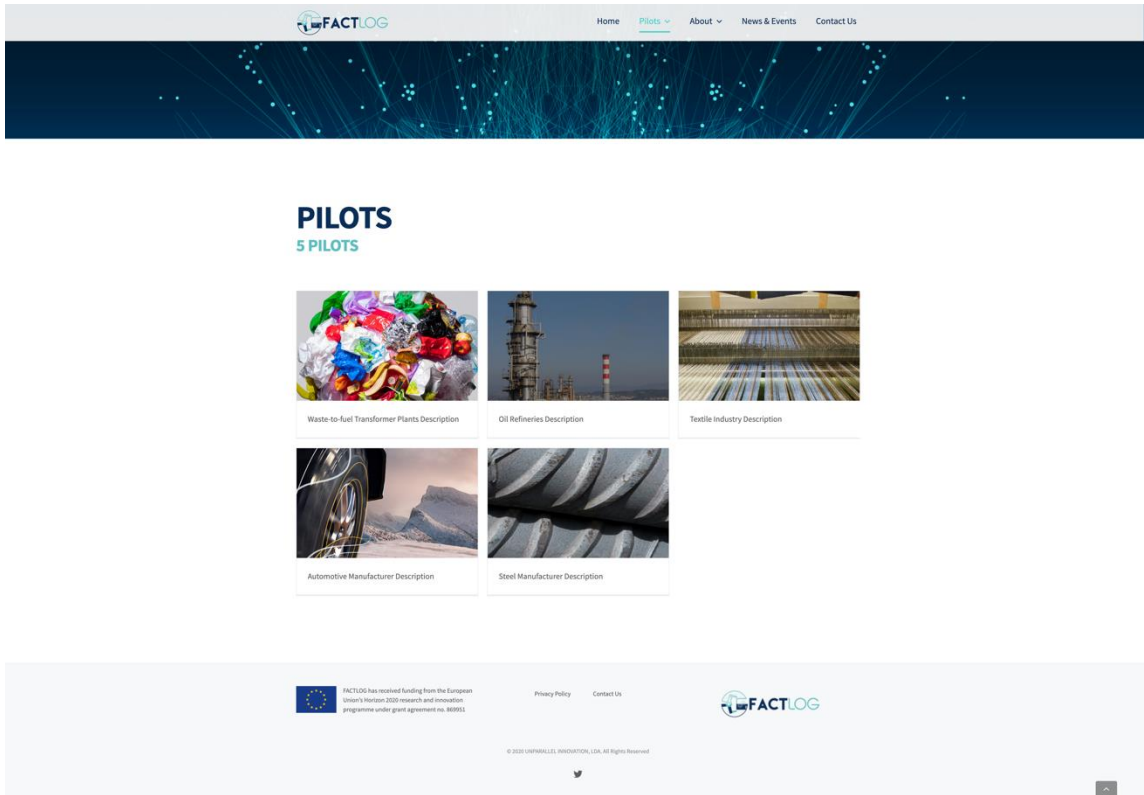 FACTLOG
Home Pilots About News & Events Contact Us
PILOTS
5 PILOTS
Waste-to-fuel Transformer Plants Description
Oil Refineries Description
Textile Industry Description
Automotive Manufacturer Description
Steel Manufacturer Description
FACTLOG has received funding from the European
Union's Horizon 2020 research and innovation
programme under grant agreement no. 869951
Privacy Policy Contact Us
FACTLOG
© 2020 UNPARALLEL INNOVATION, LDA. All Rights Reserved